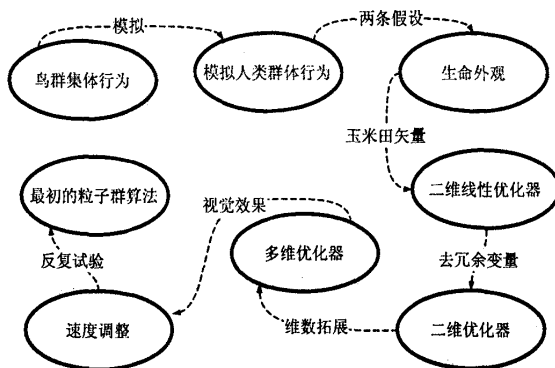 模拟
两条假设
鸟群集体行为
模拟人类群体行为
生命外观
玉米田矢量
最初的粒子群算法
视觉效果
二维线性优化器
反复试验
多维优化器
去冗余变量
速度调整
维数拓展
二维优化器